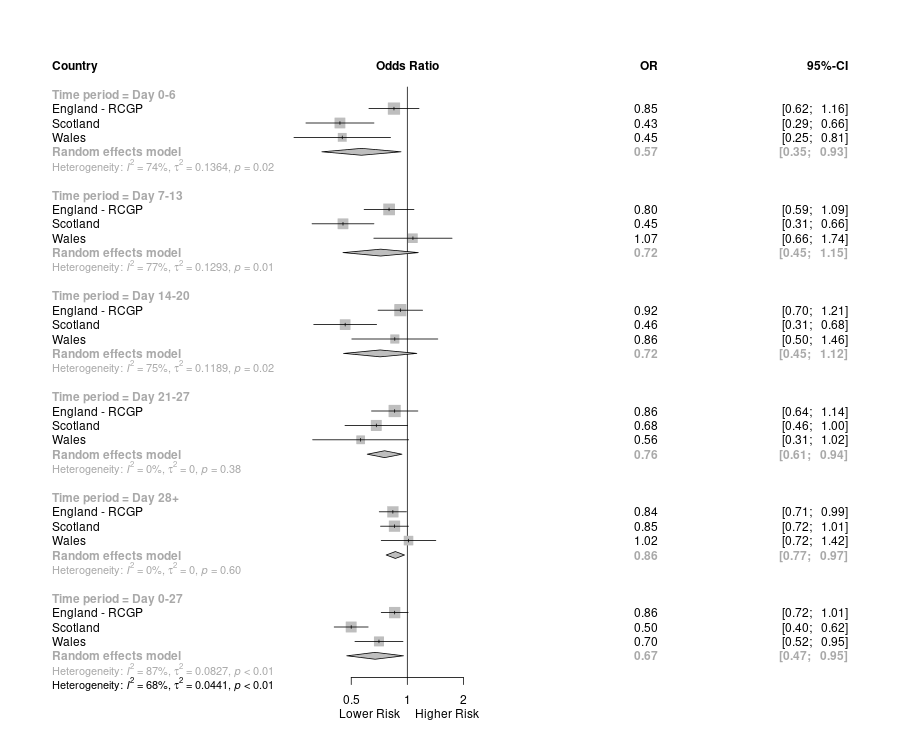 Country Odds Ratio OR 95%-CI
Time period = Day 0-6
England - RCGP 0.85 [0.62; 1.16]
Scotland 0.43 [0.29; 0.66]
Wales 0.45 [0.25; 0.81]
Random effects model 0.57 [0.35; 0.93]
Heterogeneity: I² = 74%, τ² = 0.1364, p = 0.02
Time period = Day 7-13
England - RCGP 0.80 [0.59; 1.09]
Scotland 0.45 [0.31; 0.66]
Wales 1.07 [0.66; 1.74]
Random effects model 0.72 [0.45; 1.15]
Heterogeneity: I² = 77%, τ² = 0.1293, p = 0.01
Time period = Day 14-20
England - RCGP 0.92 [0.70; 1.21]
Scotland 0.46 [0.31; 0.68]
Wales 0.86 [0.50; 1.46]
Random effects model 0.72 [0.45; 1.12]
Heterogeneity: I² = 75%, τ² = 0.1189, p = 0.02
Time period = Day 21-27
England - RCGP 0.86 [0.64; 1.14]
Scotland 0.68 [0.46; 1.00]
Wales 0.56 [0.31; 1.02]
Random effects model 0.76 [0.61; 0.94]
Heterogeneity: I² = 0%, τ² = 0, p = 0.38
Time period = Day 28+
England - RCGP 0.84 [0.71; 0.99]
Scotland 0.85 [0.72; 1.01]
Wales 1.02 [0.72; 1.42]
Random effects model 0.86 [0.77; 0.97]
Heterogeneity: I² = 0%, τ² = 0, p = 0.60
Time period = Day 0-27
England - RCGP 0.86 [0.72; 1.01]
Scotland 0.50 [0.40; 0.62]
Wales 0.70 [0.52; 0.95]
Random effects model 0.67 [0.47; 0.95]
Heterogeneity: I² = 87%, τ² = 0.0827, p < 0.01
Heterogeneity: I² = 68%, τ² = 0.0441, p < 0.01
0.5 1 2
Lower Risk Higher Risk